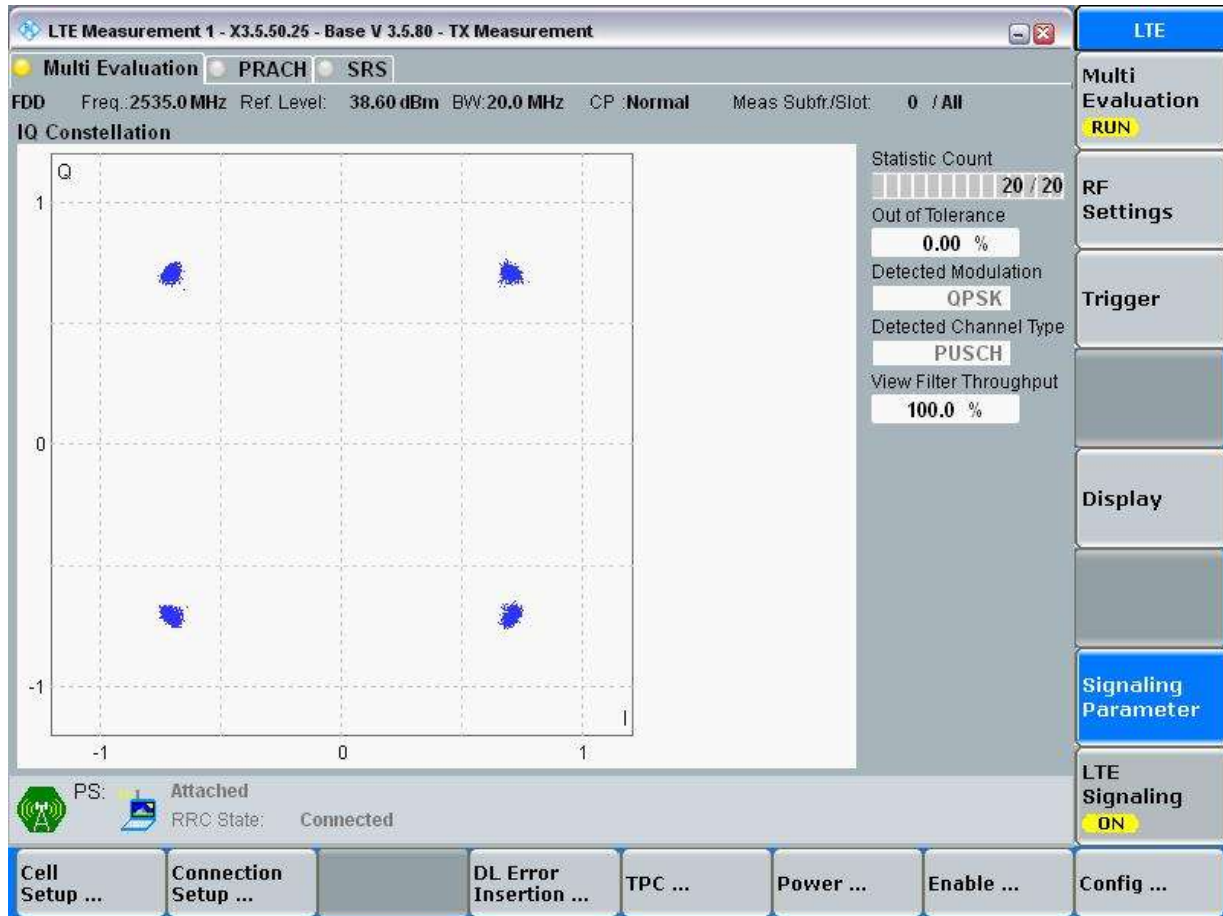 LTE Measurement 1 - X3.5.50.25 - Base V 3.5.80 - TX Measurement
LTE
Multi Evaluation PRACH SRS
FDD Freq.:2535.0 MHz Ref. Level: 38.60 dBm BW:20.0 MHz CP :Normal Meas Subfr./Slot: 0 / All
IQ Constellation
Q
1
0
-1
-1 0 1
I
Statistic Count
20 / 20
Out of Tolerance
0.00 %
Detected Modulation
QPSK
Detected Channel Type
PUSCH
View Filter Throughput
100.0 %
Multi
Evaluation
RUN
RF
Settings
Trigger
Display
Signaling
Parameter
LTE
Signaling
ON
PS: Attached
RRC State: Connected
Cell
Setup ...
Connection
Setup ...
DL Error
Insertion ...
TPC ...
Power ...
Enable ...
Config ...